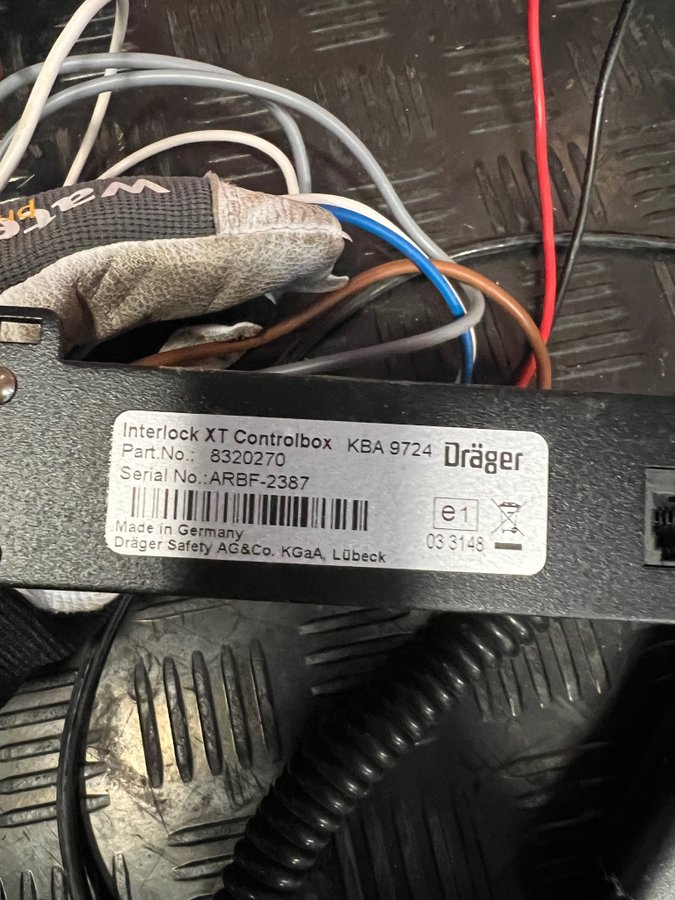 Interlock XT Controlbox KBA 9724 Dräger
Part.No.: 8320270
Serial No.:ARBF-2387
Made in Germany
Dräger Safety AG&Co. KGaA, Lübeck
e1
03 3148